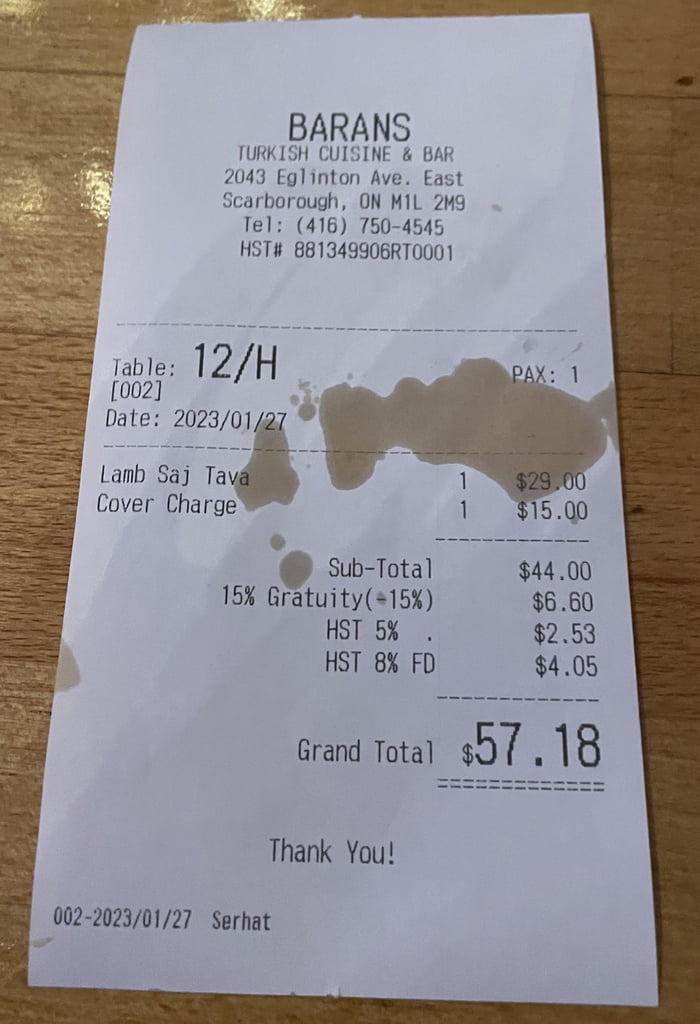 BARANS
TURKISH CUISINE & BAR
2043 Eglinton Ave. East
Scarborough, ON M1L 2M9
Tel: (416) 750-4545
HST# 881349906RT0001
Table: 12/H PAX: 1
[002]
Date: 2023/01/27
Lamb Saj Tava 1 $29.00
Cover Charge 1 $15.00
Sub-Total $44.00
15% Gratuity(-15%) $6.60
HST 5% . $2.53
HST 8% FD $4.05
Grand Total $57.18
Thank You!
002-2023/01/27 Serhat